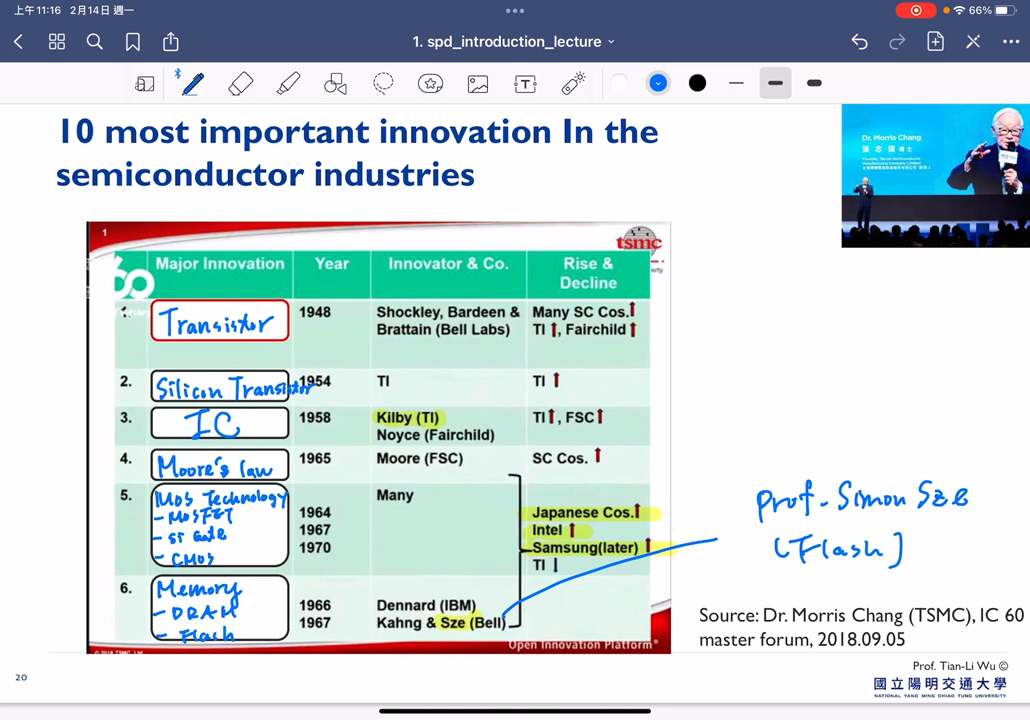 上午11:16 2月14日 週一
66%
1. spd_introduction_lecture
10 most important innovation In the
semiconductor industries
Dr. Morris Chang
張忠謀 博士
1
tsmc
Major Innovation Year Innovator & Co. Rise &
Decline
1. Transistor 1948 Shockley, Bardeen & Many SC Cos.
Brattain (Bell Labs) TI , Fairchild
2. Silicon Transistor 1954 TI TI
3. IC 1958 Kilby (TI) TI , FSC
Noyce (Fairchild)
4. Moore's law 1965 Moore (FSC) SC Cos.
5. MOS Technology Many
- MOSFET 1964 Japanese Cos.
- Si Gate 1967 Intel
- CMOS 1970 Samsung(later)
TI
6. Memory
- DRAM 1966 Dennard (IBM)
- Flash 1967 Kahng & Sze (Bell)
Open Innovation Platform
Prof. Simon Sze
(Flash)
Source: Dr. Morris Chang (TSMC), IC 60
master forum, 2018.09.05
Prof. Tian-Li Wu ©
20
國立陽明交通大學
NATIONAL YANG MING CHIAO TUNG UNIVERSITY